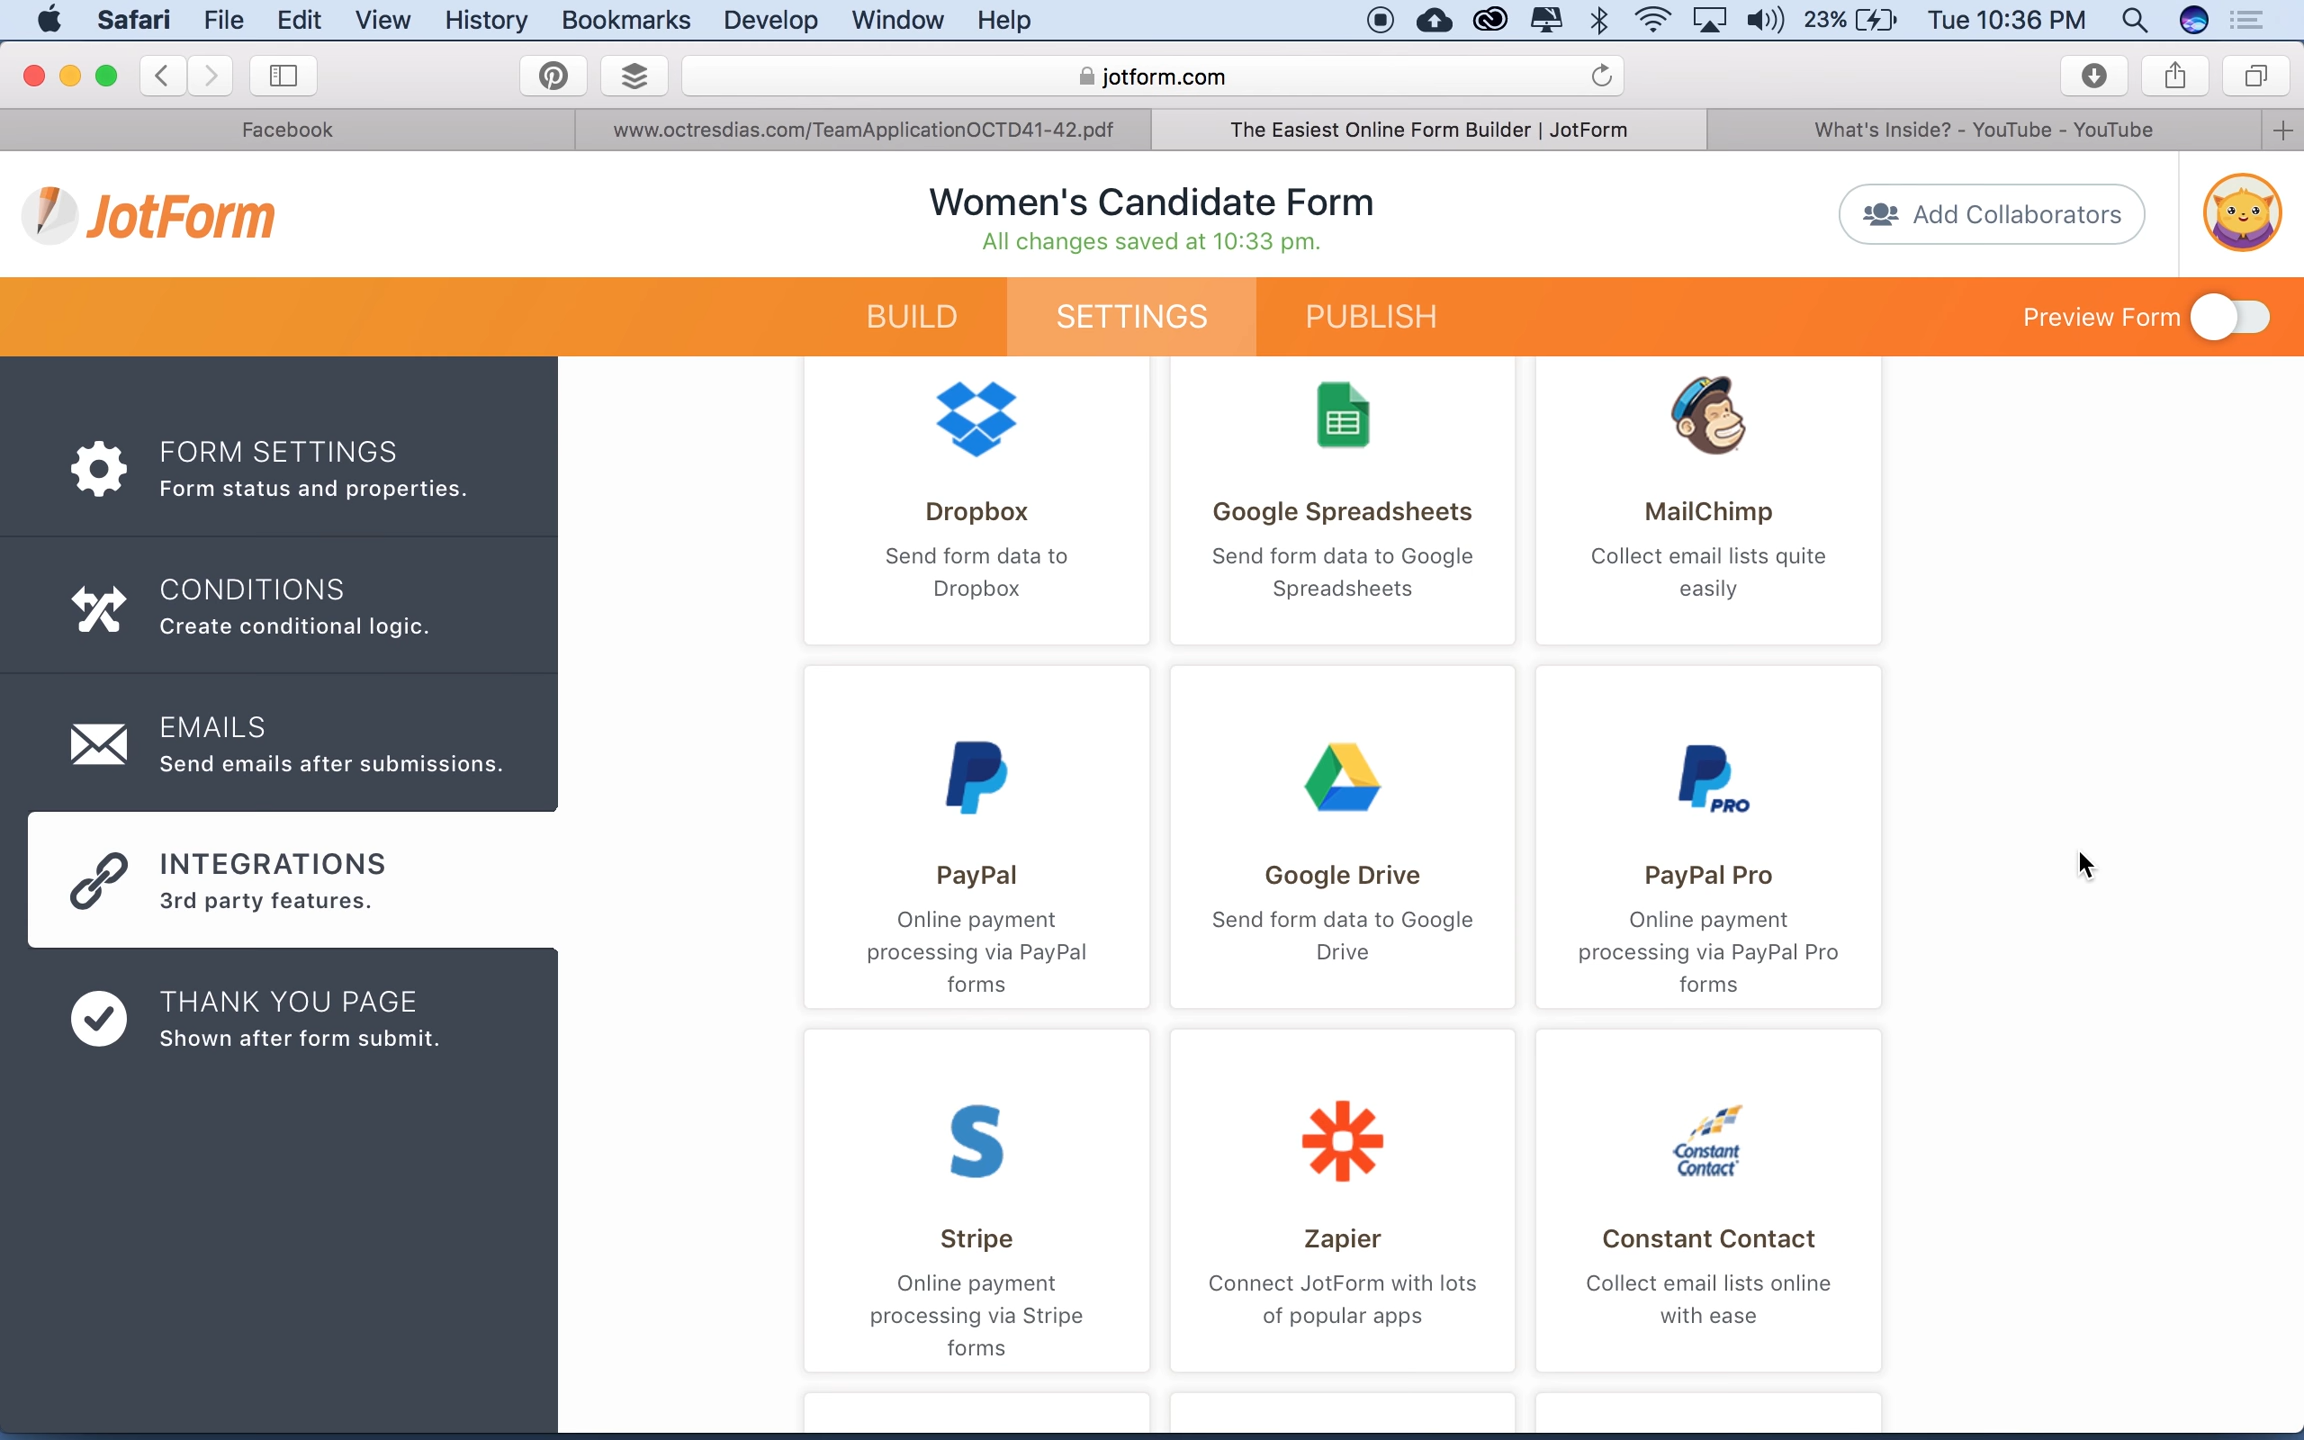 Safari File Edit View History Bookmarks Develop Window Help 23% Tue 10:36 PM
jotform.com
Facebook www.octresdias.com/TeamApplicationOCTD41-42.pdf The Easiest Online Form Builder | JotForm What's Inside? - YouTube - YouTube
JotForm
Women's Candidate Form
All changes saved at 10:33 pm.
Add Collaborators
BUILD SETTINGS PUBLISH Preview Form
FORM SETTINGS
Form status and properties.
CONDITIONS
Create conditional logic.
EMAILS
Send emails after submissions.
INTEGRATIONS
3rd party features.
THANK YOU PAGE
Shown after form submit.
Dropbox
Send form data to
Dropbox
Google Spreadsheets
Send form data to Google
Spreadsheets
MailChimp
Collect email lists quite
easily
PayPal
Online payment
processing via PayPal
forms
Google Drive
Send form data to Google
Drive
PRO
PayPal Pro
Online payment
processing via PayPal Pro
forms
Stripe
Online payment
processing via Stripe
forms
Zapier
Connect JotForm with lots
of popular apps
Constant
Contact
Constant Contact
Collect email lists online
with ease